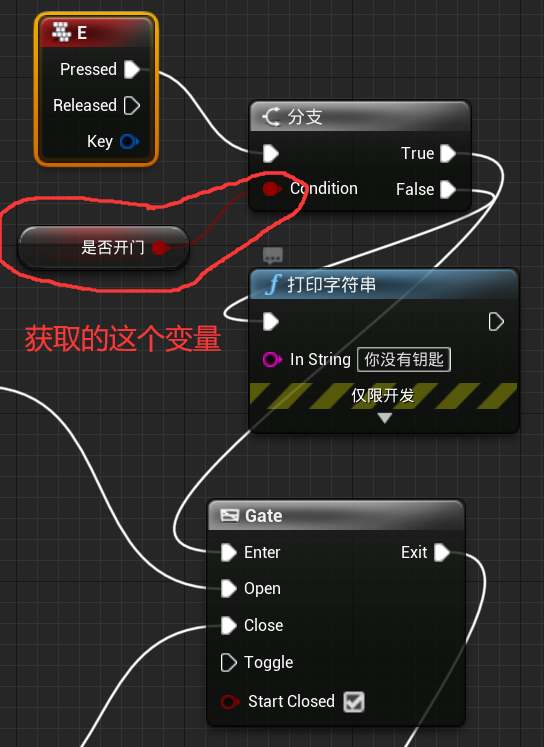 E
Pressed
Released
Key
分支
True
Condition
False
是否开门
获取的这个变量
f 打印字符串
In String 你没有钥匙
仅限开发
Gate
Enter
Exit
Open
Close
Toggle
Start Closed